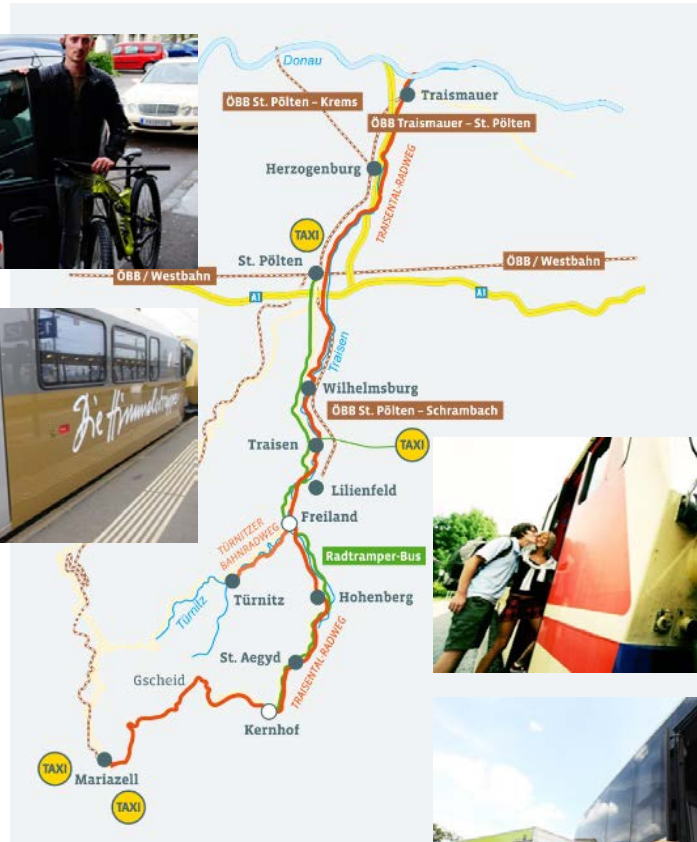 Donau
Traismauer
ÖBB St. Pölten – Krems
ÖBB Traismauer – St. Pölten
Herzogenburg
TRAISENTAL-RADWEG
TAXI
St. Pölten
ÖBB / Westbahn
ÖBB / Westbahn
A1
A1
Traisen
Wilhelmsburg
ÖBB St. Pölten – Schrambach
Die Himmelstreppe
Traisen
TAXI
Lilienfeld
Freiland
TÜRNITZER
BAHNRADWEG
Radtramper-Bus
Türnitz
Türnitz
Hohenberg
St. Aegyd
TRAISENTAL-RADWEG
Gscheid
Kernhof
TAXI
Mariazell
TAXI